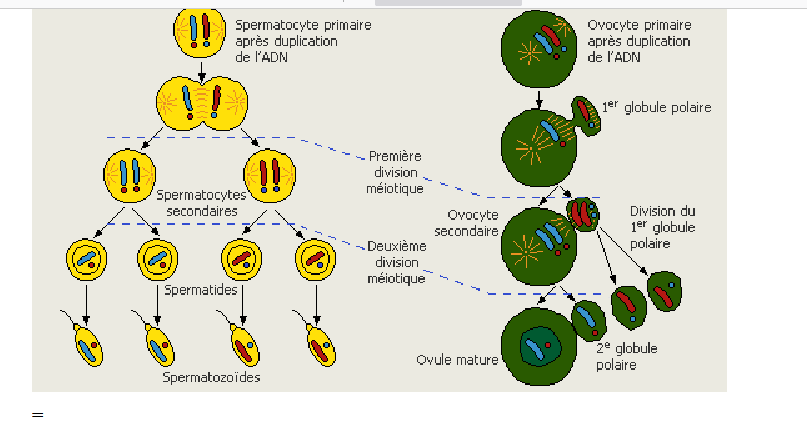 Spermatocyte primaire
après duplication
de l'ADN
Ovocyte primaire
après duplication
de l'ADN
1er globule polaire
Première
division
méiotique
Spermatocytes
secondaires
Ovocyte
secondaire
Division du
1er globule
polaire
Deuxième
division
méiotique
Spermatides
Ovule mature
2e globule
polaire
Spermatozoïdes
=